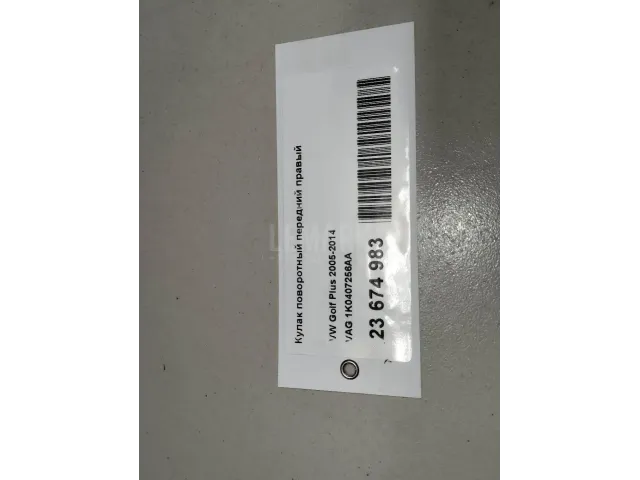 Кулак поворотный передний правый
VW Golf Plus 2005-2014
VAG 1K0407256AA
23 674 983